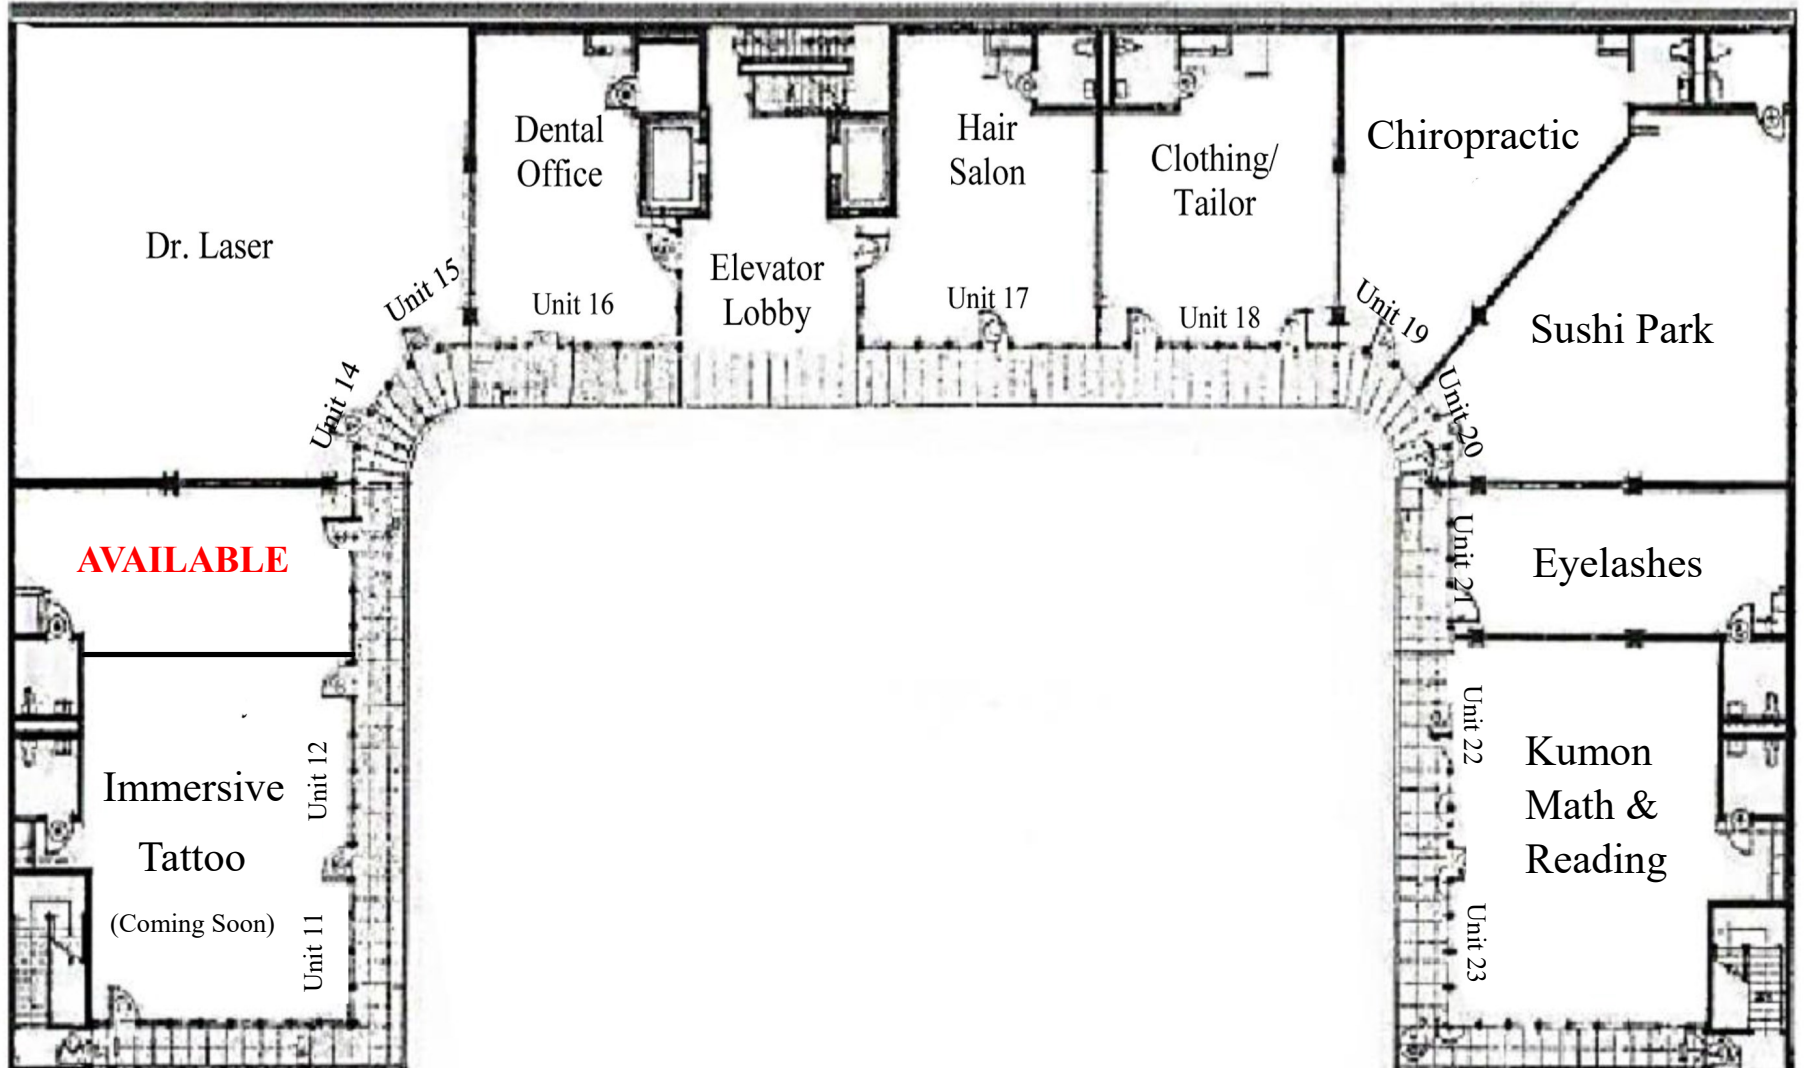 Dental
Office
Hair
Salon
Clothing/
Tailor
Chiropractic
Dr. Laser
Elevator
Lobby
Sushi Park
Unit 15
Unit 16
Unit 17
Unit 18
Unit 19
Unit 14
Unit 20
AVAILABLE
Eyelashes
Unit 21
Immersive
Tattoo
(Coming Soon)
Unit 12
Unit 11
Unit 22
Kumon
Math &
Reading
Unit 23